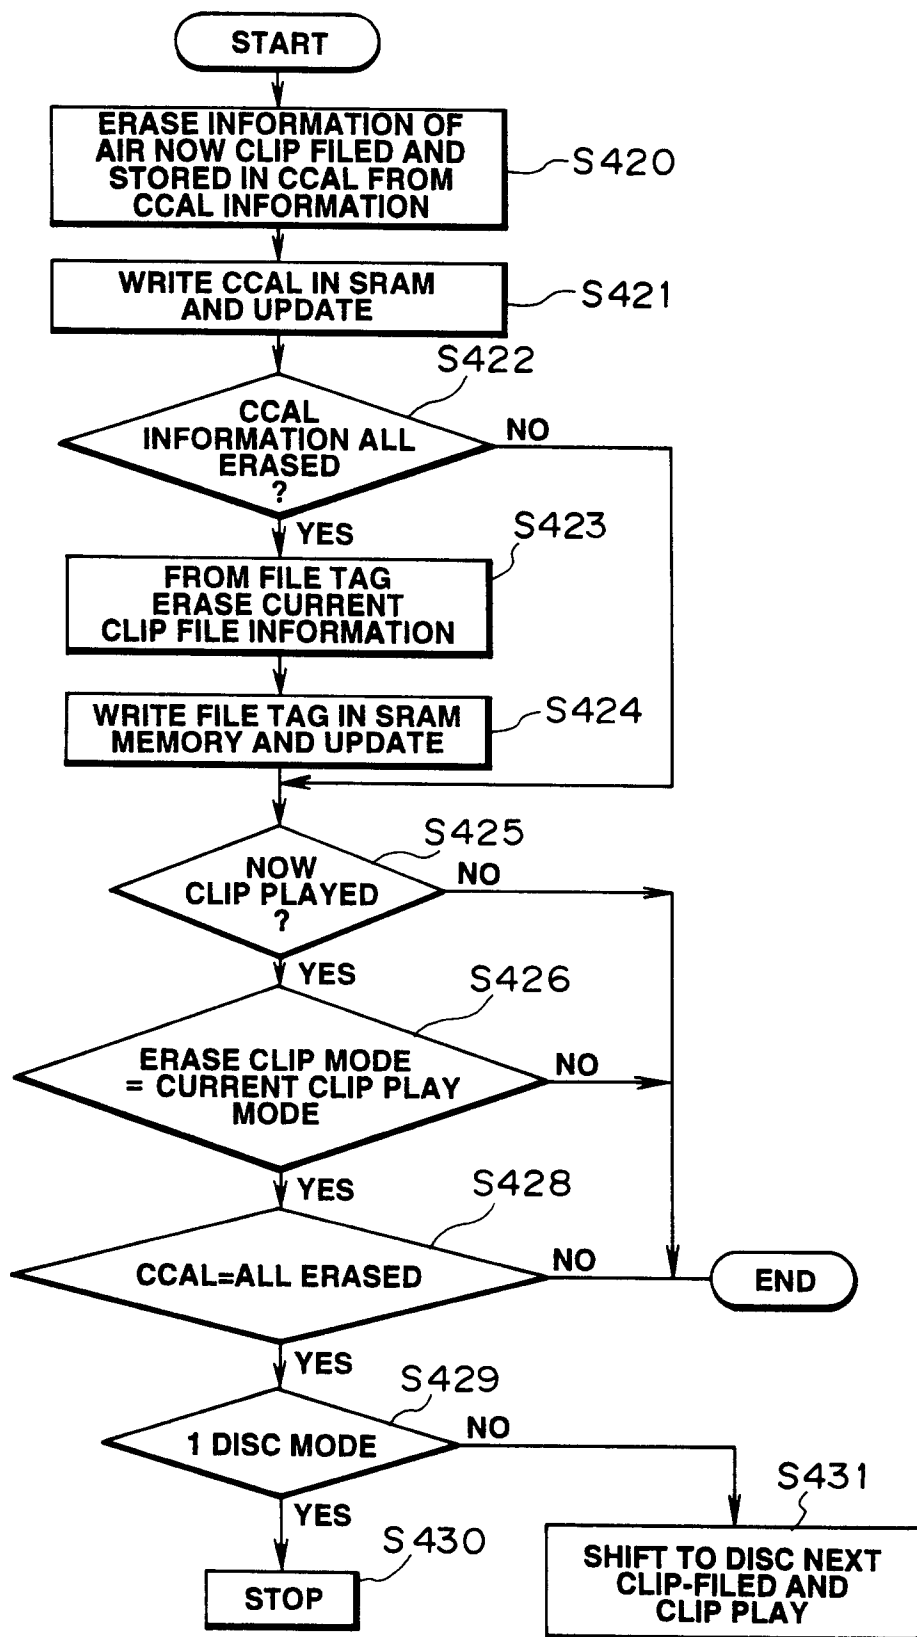 START
ERASE INFORMATION OF
AIR NOW CLIP FILED AND
STORED IN CCAL FROM
CCAL INFORMATION
S420
WRITE CCAL IN SRAM
AND UPDATE
S421
S422
CCAL
INFORMATION ALL
ERASED
?
NO
YES
S423
FROM FILE TAG
ERASE CURRENT
CLIP FILE INFORMATION
WRITE FILE TAG IN SRAM
MEMORY AND UPDATE
S424
S425
NOW
CLIP PLAYED
?
NO
YES
S426
ERASE CLIP MODE
= CURRENT CLIP PLAY
MODE
NO
YES
S428
CCAL=ALL ERASED
NO
END
YES
S429
1 DISC MODE
NO
YES
S431
S430
STOP
SHIFT TO DISC NEXT
CLIP-FILED AND
CLIP PLAY